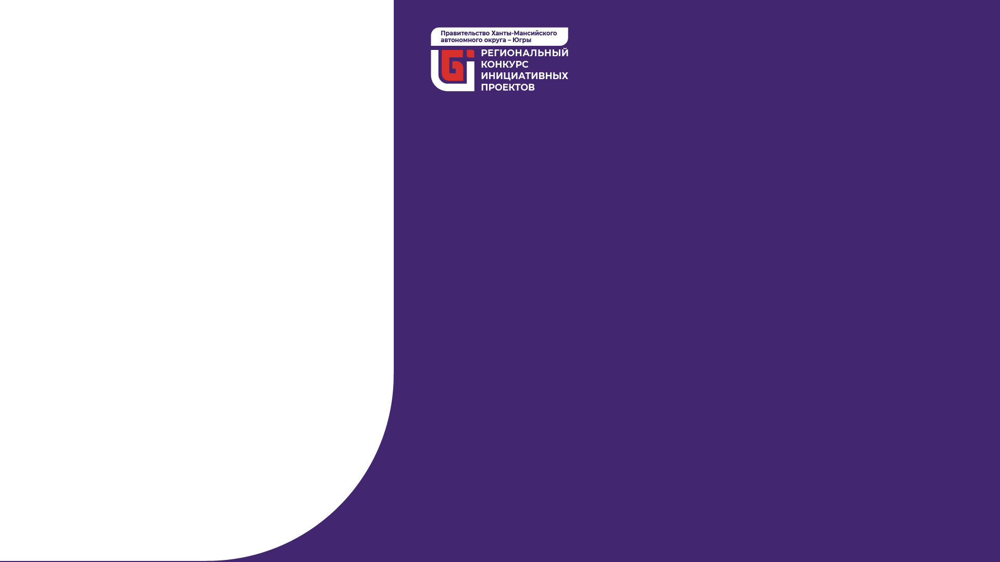 Правительство Ханты-Мансийского
автономного округа – Югры
РЕГИОНАЛЬНЫЙ
КОНКУРС
ИНИЦИАТИВНЫХ
ПРОЕКТОВ